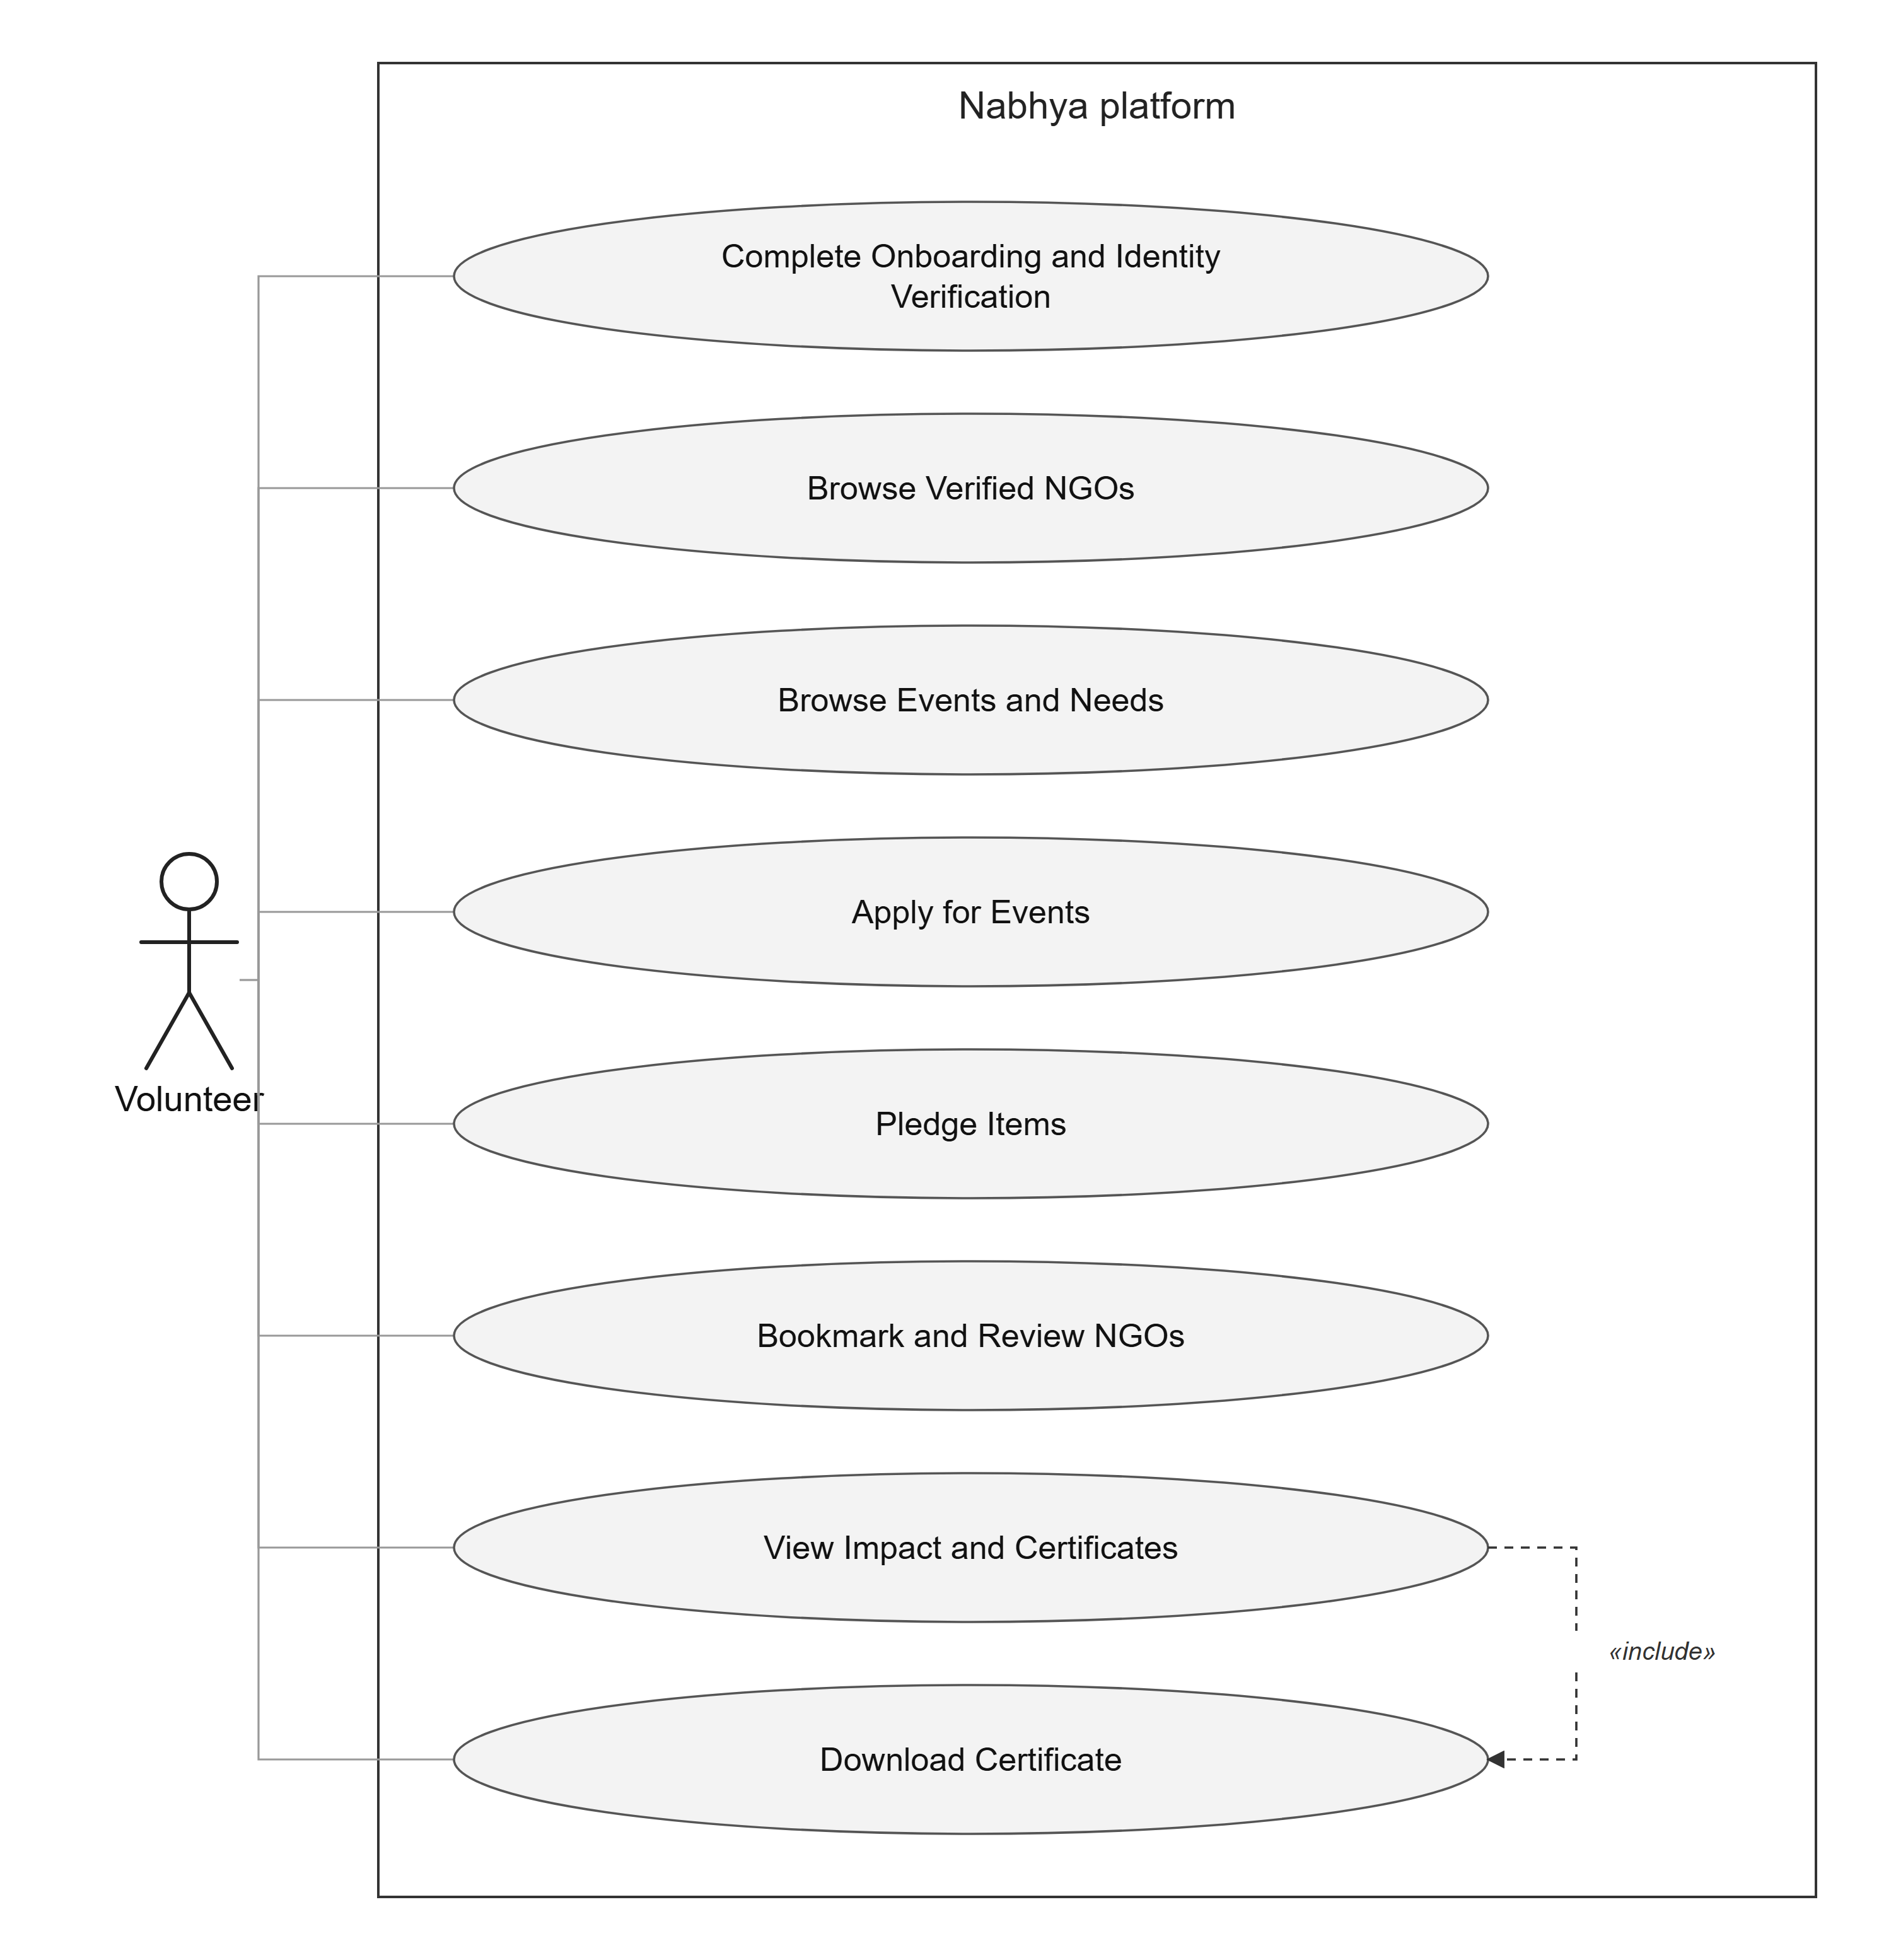 Nabhya platform
Complete Onboarding and Identity
Verification
Browse Verified NGOs
Browse Events and Needs
Apply for Events
Volunteer
Pledge Items
Bookmark and Review NGOs
View Impact and Certificates
«include»
Download Certificate